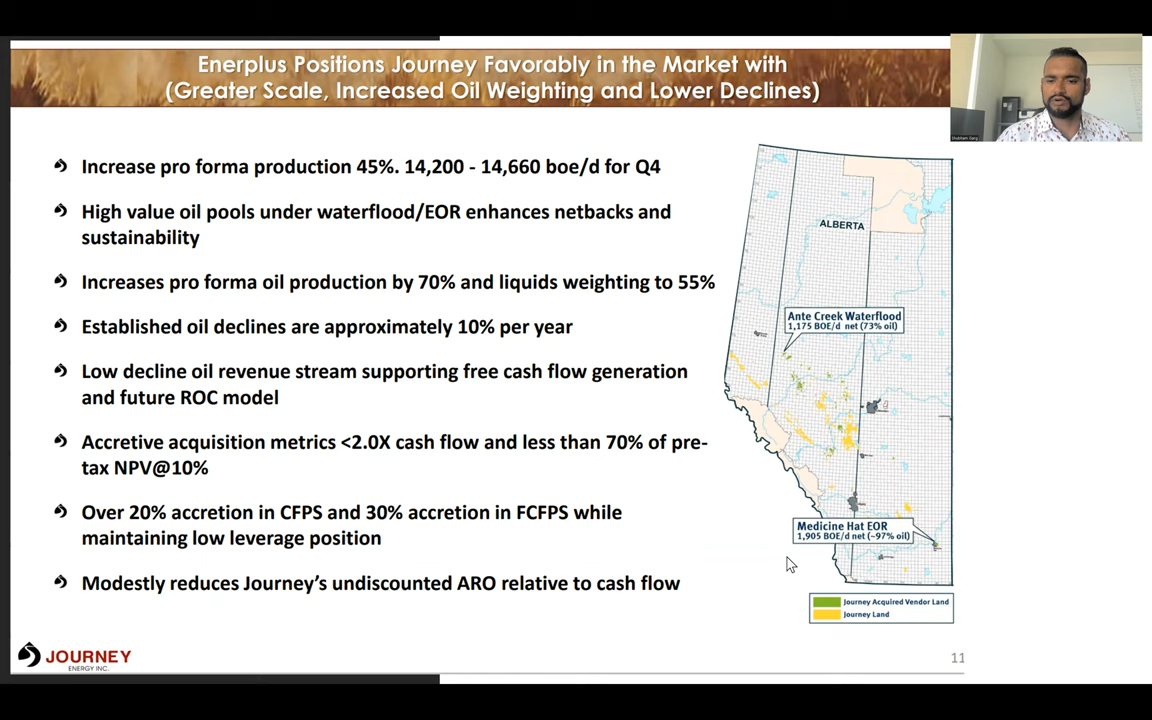 Enerplus Positions Journey Favorably in the Market with
(Greater Scale, Increased Oil Weighting and Lower Declines)
Increase pro forma production 45%. 14,200 - 14,660 boe/d for Q4
High value oil pools under waterflood/EOR enhances netbacks and
sustainability
Increases pro forma oil production by 70% and liquids weighting to 55%
Established oil declines are approximately 10% per year
Low decline oil revenue stream supporting free cash flow generation
and future ROC model
Accretive acquisition metrics <2.0X cash flow and less than 70% of pre-
tax NPV@10%
Over 20% accretion in CFPS and 30% accretion in FCFPS while
maintaining low leverage position
Modestly reduces Journey's undiscounted ARO relative to cash flow
ALBERTA
Ante Creek Waterflood
1,175 BOE/d net (73% oil)
Medicine Hat EOR
1,905 BOE/d net (~97% oil)
Journey Acquired Vendor Land
Journey Land
JOURNEY
ENERGY INC.
11